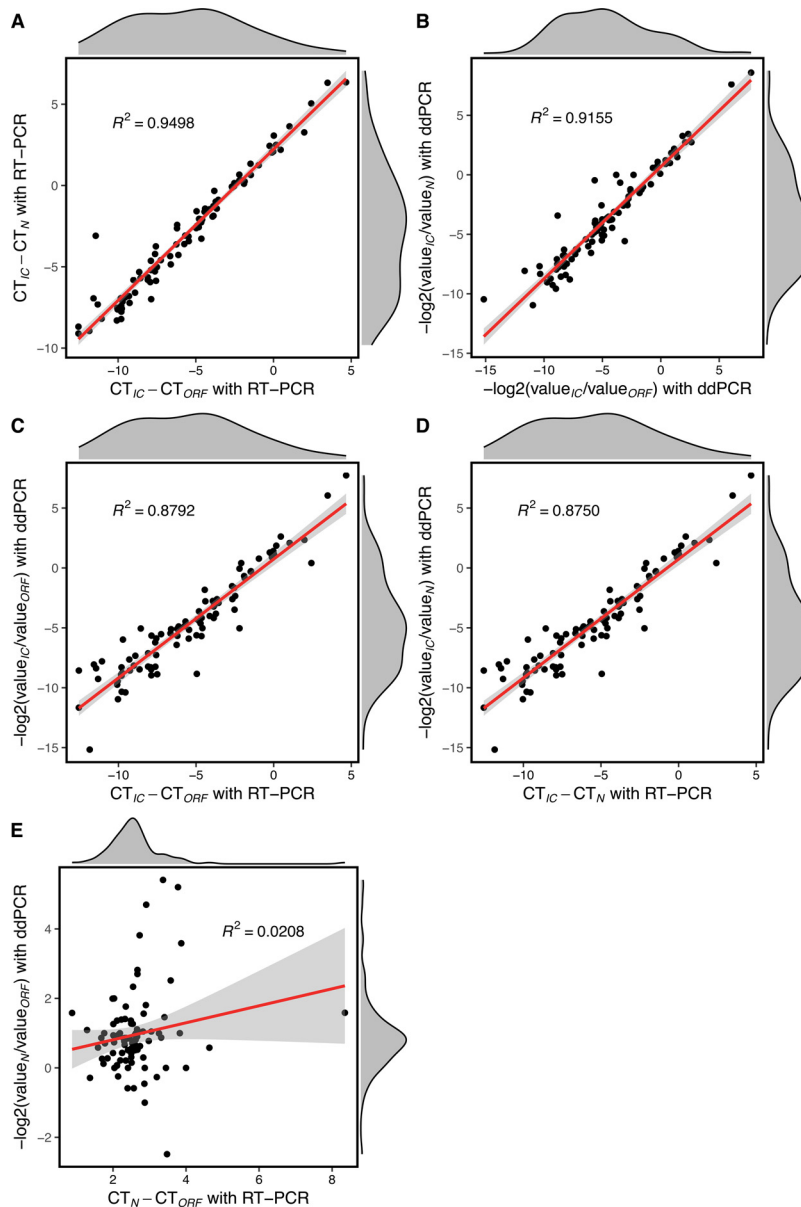 A
CT_IC − CT_N with RT−PCR
R² = 0.9498
5
0
−5
−10
−10 −5 0 5
CT_IC − CT_ORF with RT−PCR
B
−log2(value_IC/value_N) with ddPCR
R² = 0.9155
5
0
−5
−10
−15
−15 −10 −5 0 5
−log2(value_IC/value_ORF) with ddPCR
C
−log2(value_IC/value_ORF) with ddPCR
R² = 0.8792
5
0
−5
−10
−15
−10 −5 0 5
CT_IC − CT_ORF with RT−PCR
D
−log2(value_IC/value_N) with ddPCR
R² = 0.8750
5
0
−5
−10
−15
−10 −5 0 5
CT_IC − CT_N with RT−PCR
E
−log2(value_N/value_ORF) with ddPCR
R² = 0.0208
4
2
0
−2
2 4 6 8
CT_N − CT_ORF with RT−PCR